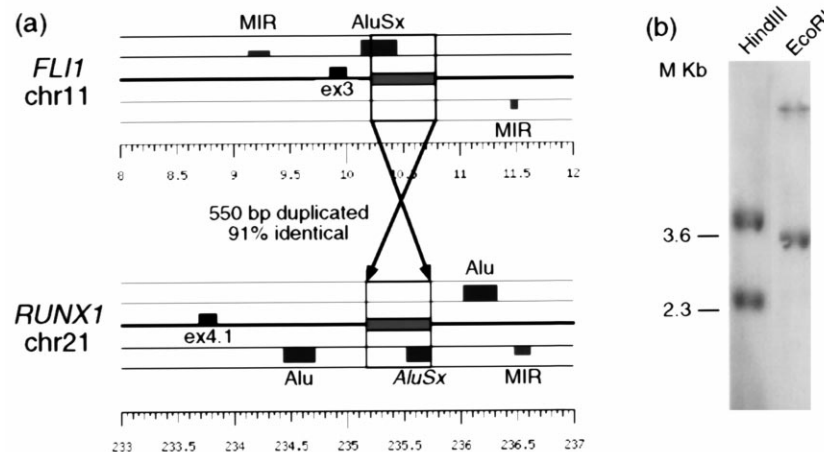 (a)
MIR AluSx
FLI1
chr11
ex3
MIR
8 8.5 9 9.5 10 10.5 11 11.5 12
550 bp duplicated
91% identical
Alu
RUNX1
chr21
ex4.1
Alu AluSx MIR
233 233.5 234 234.5 235 235.5 236 236.5 237
(b)
HindIII EcoRI
M Kb
3.6
2.3